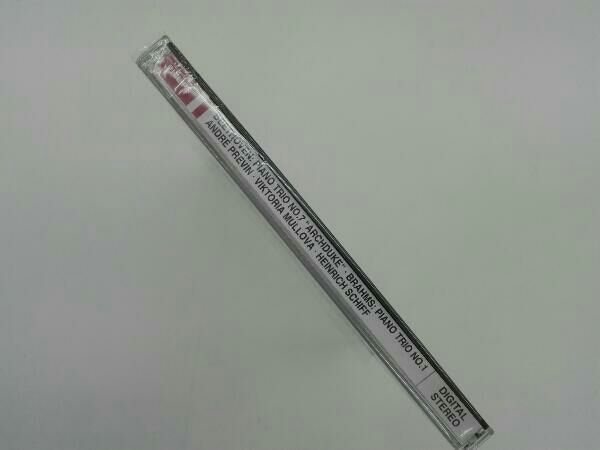 BEETHOVEN: PIANO TRIO NO.7 "ARCHDUKE" · BRAHMS: PIANO TRIO NO.1
ANDRÉ PREVIN · VIKTORIA MULLOVA · HEINRICH SCHIFF
DIGITAL
STEREO